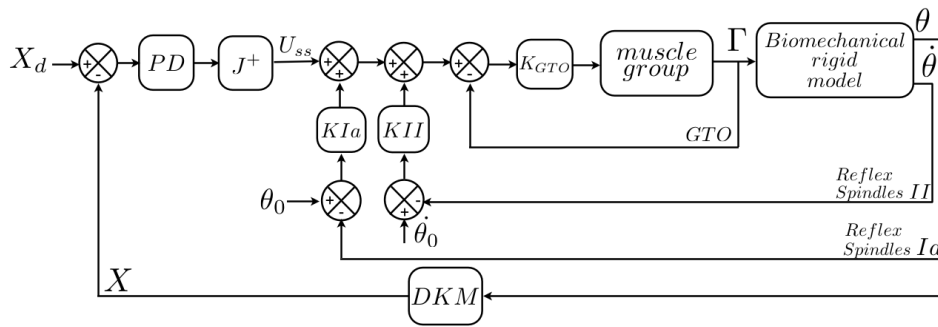 X_d
+
-
PD
J⁺
U_ss
+
+
+
+
+
-
K_GTO
muscle
group
Γ
Biomechanical
rigid
model
θ
θ̇
KIa
KII
GTO
θ_0
+
-
+
-
θ̇_0
Reflex
Spindles II
Reflex
Spindles Ia
X
DKM